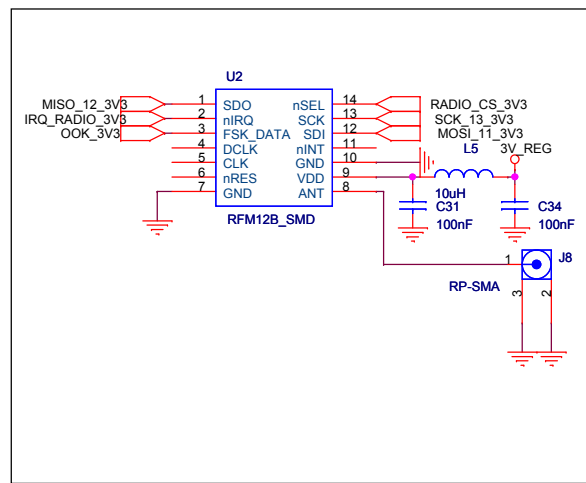 U2
MISO_12_3V3 1 SDO nSEL 14 RADIO_CS_3V3
IRQ_RADIO_3V3 2 nIRQ SCK 13 SCK_13_3V3
OOK_3V3 3 FSK_DATA SDI 12 MOSI_11_3V3
4 DCLK nINT 11 L5 3V_REG
5 CLK GND 10
6 nRES VDD 9
7 GND ANT 8 10uH
RFM12B_SMD C31 C34
100nF 100nF
1 J8
RP-SMA
3 2